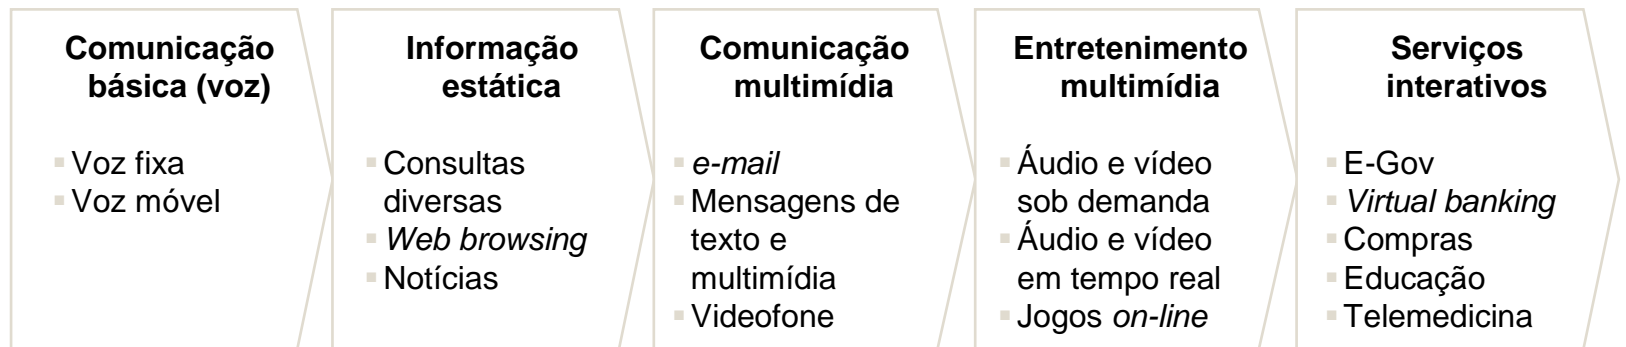 Comunicação
básica (voz)
Voz fixa
Voz móvel
Informação
estática
Consultas
diversas
Web browsing
Notícias
Comunicação
multimídia
e-mail
Mensagens de
texto e
multimídia
Videofone
Entretenimento
multimídia
Áudio e vídeo
sob demanda
Áudio e vídeo
em tempo real
Jogos on-line
Serviços
interativos
E-Gov
Virtual banking
Compras
Educação
Telemedicina